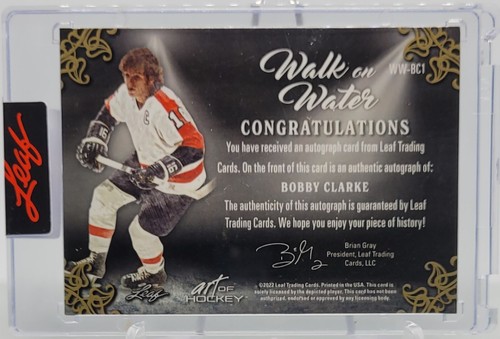 Walk on
Water
WW-BC1
CONGRATULATIONS
You have received an autograph card from Leaf Trading
Cards. On the front of this card is an authentic autograph of:
BOBBY CLARKE
The authenticity of this autograph is guaranteed by Leaf
Trading Cards. We hope you enjoy your piece of history!
Brian Gray
President, Leaf Trading
Cards, LLC
©2023 Leaf Trading Cards. Printed in the USA. This card is
solely licensed by the depicted player. This card has not been
authorized, endorsed or approved by any licensing body.
Leaf
art OF
HOCKEY
Leaf
C
16
16